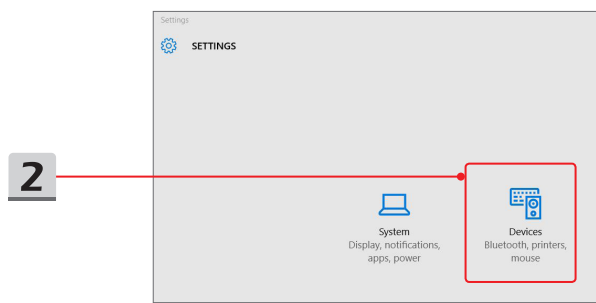 Settings
SETTINGS
2
System
Display, notifications,
apps, power
Devices
Bluetooth, printers,
mouse